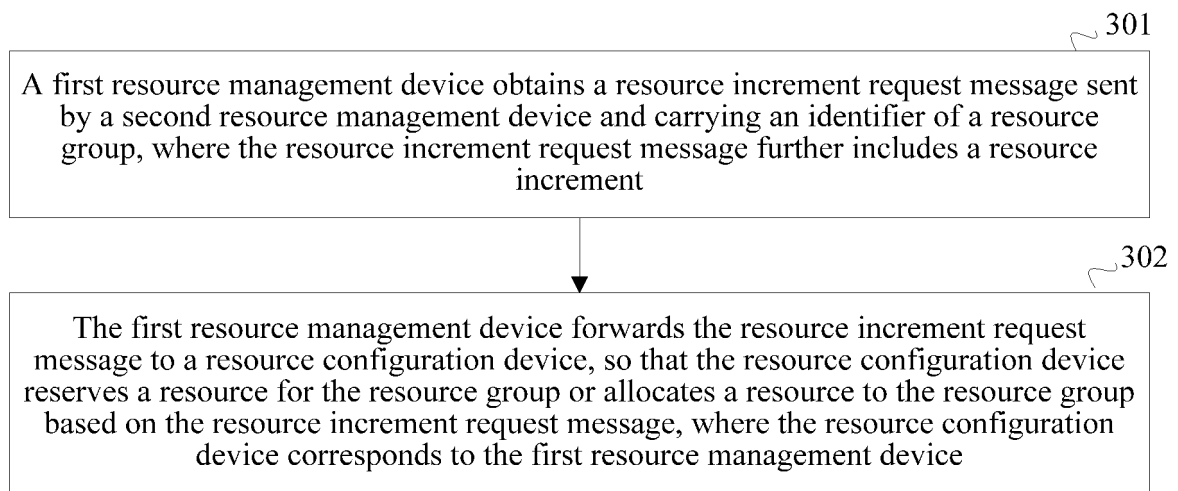 301
A first resource management device obtains a resource increment request message sent
by a second resource management device and carrying an identifier of a resource
group, where the resource increment request message further includes a resource
increment
302
The first resource management device forwards the resource increment request
message to a resource configuration device, so that the resource configuration device
reserves a resource for the resource group or allocates a resource to the resource group
based on the resource increment request message, where the resource configuration
device corresponds to the first resource management device